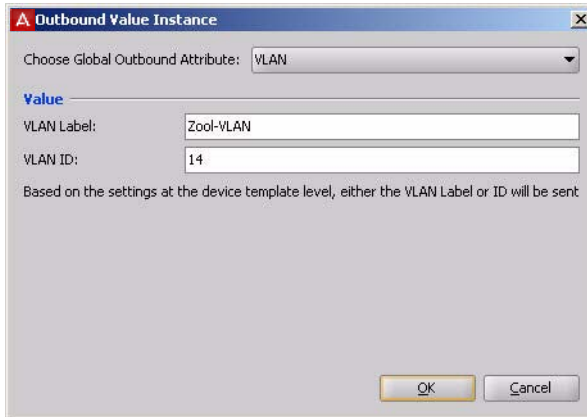 Outbound Value Instance
Choose Global Outbound Attribute: VLAN
Value
VLAN Label: Zool-VLAN
VLAN ID: 14
Based on the settings at the device template level, either the VLAN Label or ID will be sent
OK Cancel